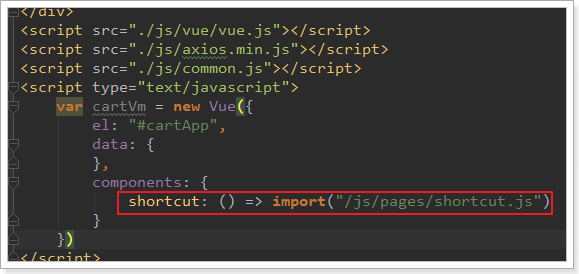 </div>
<script src="./js/vue/vue.js"></script>
<script src="./js/axios.min.js"></script>
<script src="./js/common.js"></script>
<script type="text/javascript">
    var cartVm = new Vue({
        el: "#cartApp",
        data: {
        },
        components: {
            shortcut: () => import("/js/pages/shortcut.js")
        }
    })
</script>